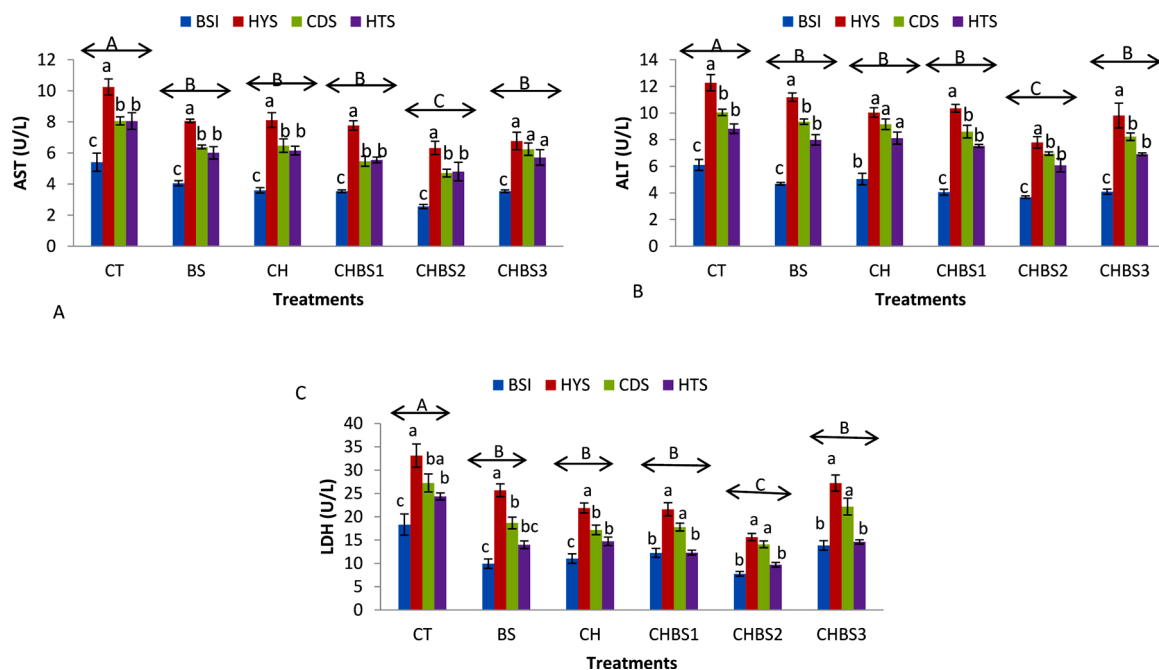 BSI HYS CDS HTS
A
B
B
B
C
B
12
10
8
6
4
2
0
AST (U/L)
c a b b
c a b b
c a b b
c a b b
c a b b
c a a a
CT BS CH CHBS1 CHBS2 CHBS3
Treatments
A
BSI HYS CDS HTS
A
B
B
B
C
B
14
12
10
8
6
4
2
0
ALT (U/L)
c a b b
c a b b
b a a a
c a b b
c a b b
c a b b
CT BS CH CHBS1 CHBS2 CHBS3
Treatments
B
C
BSI HYS CDS HTS
A
B
B
B
C
B
40
35
30
25
20
15
10
5
0
LDH (U/L)
c a ba b
c a b bc
c a b b
b a a b
b a a b
b a a b
CT BS CH CHBS1 CHBS2 CHBS3
Treatments